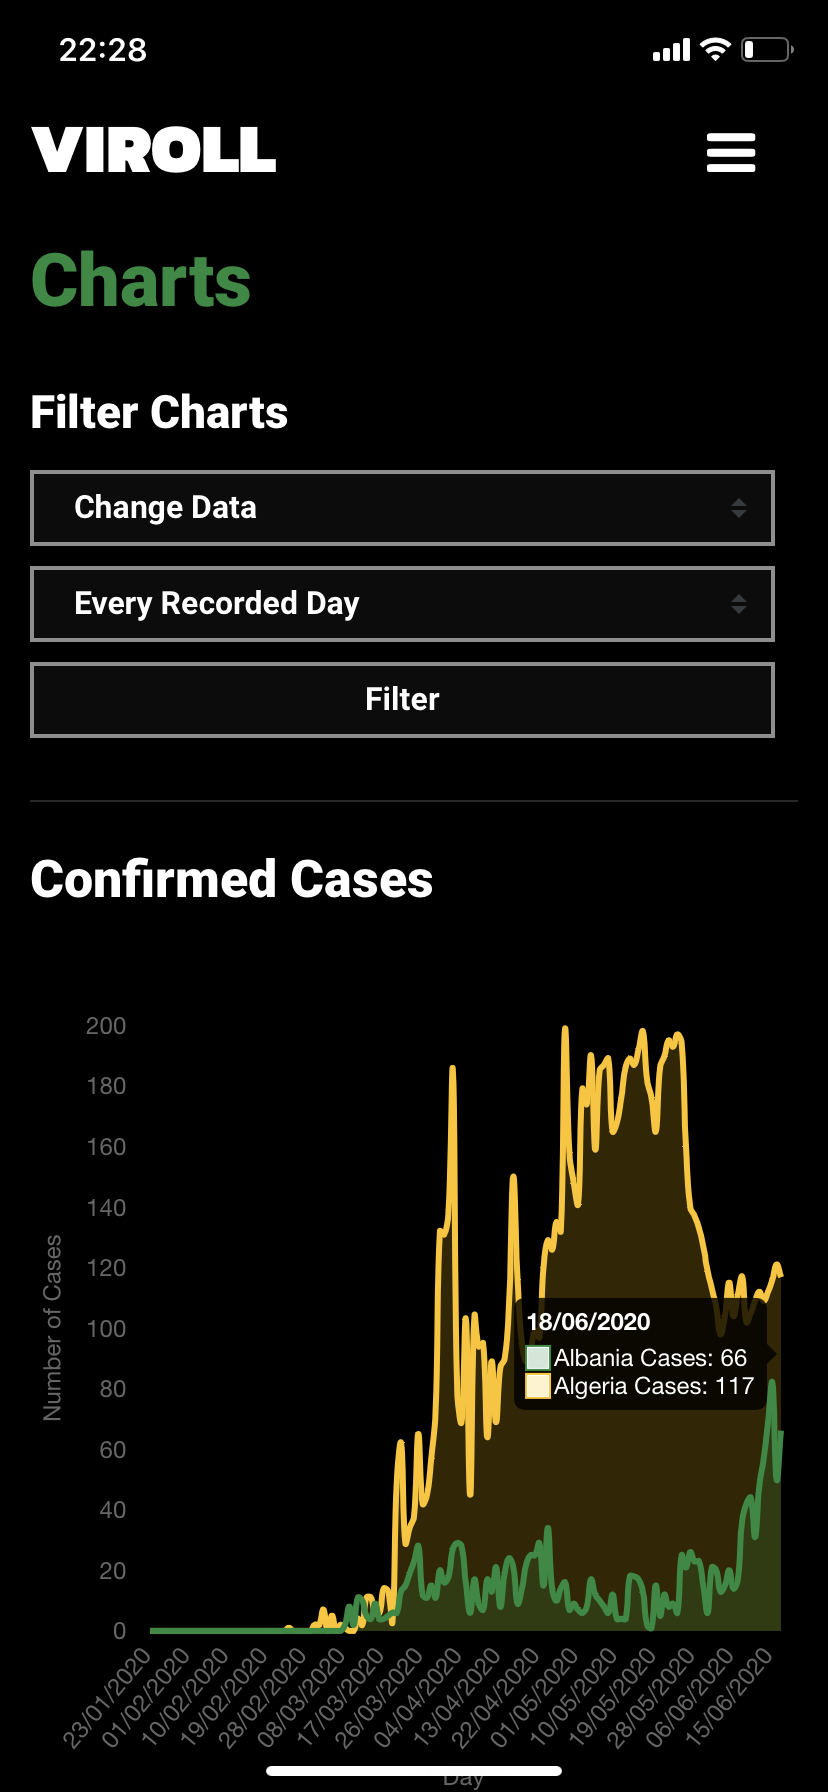 22:28
VIROLL
Charts
Filter Charts
Change Data
Every Recorded Day
Filter
Confirmed Cases
200
180
160
140
120
100
80
60
40
20
0
Number of Cases
18/06/2020
Albania Cases: 66
Algeria Cases: 117
23/01/2020
01/02/2020
10/02/2020
19/02/2020
28/02/2020
08/03/2020
17/03/2020
26/03/2020
04/04/2020
13/04/2020
22/04/2020
01/05/2020
10/05/2020
19/05/2020
28/05/2020
06/06/2020
15/06/2020
Day